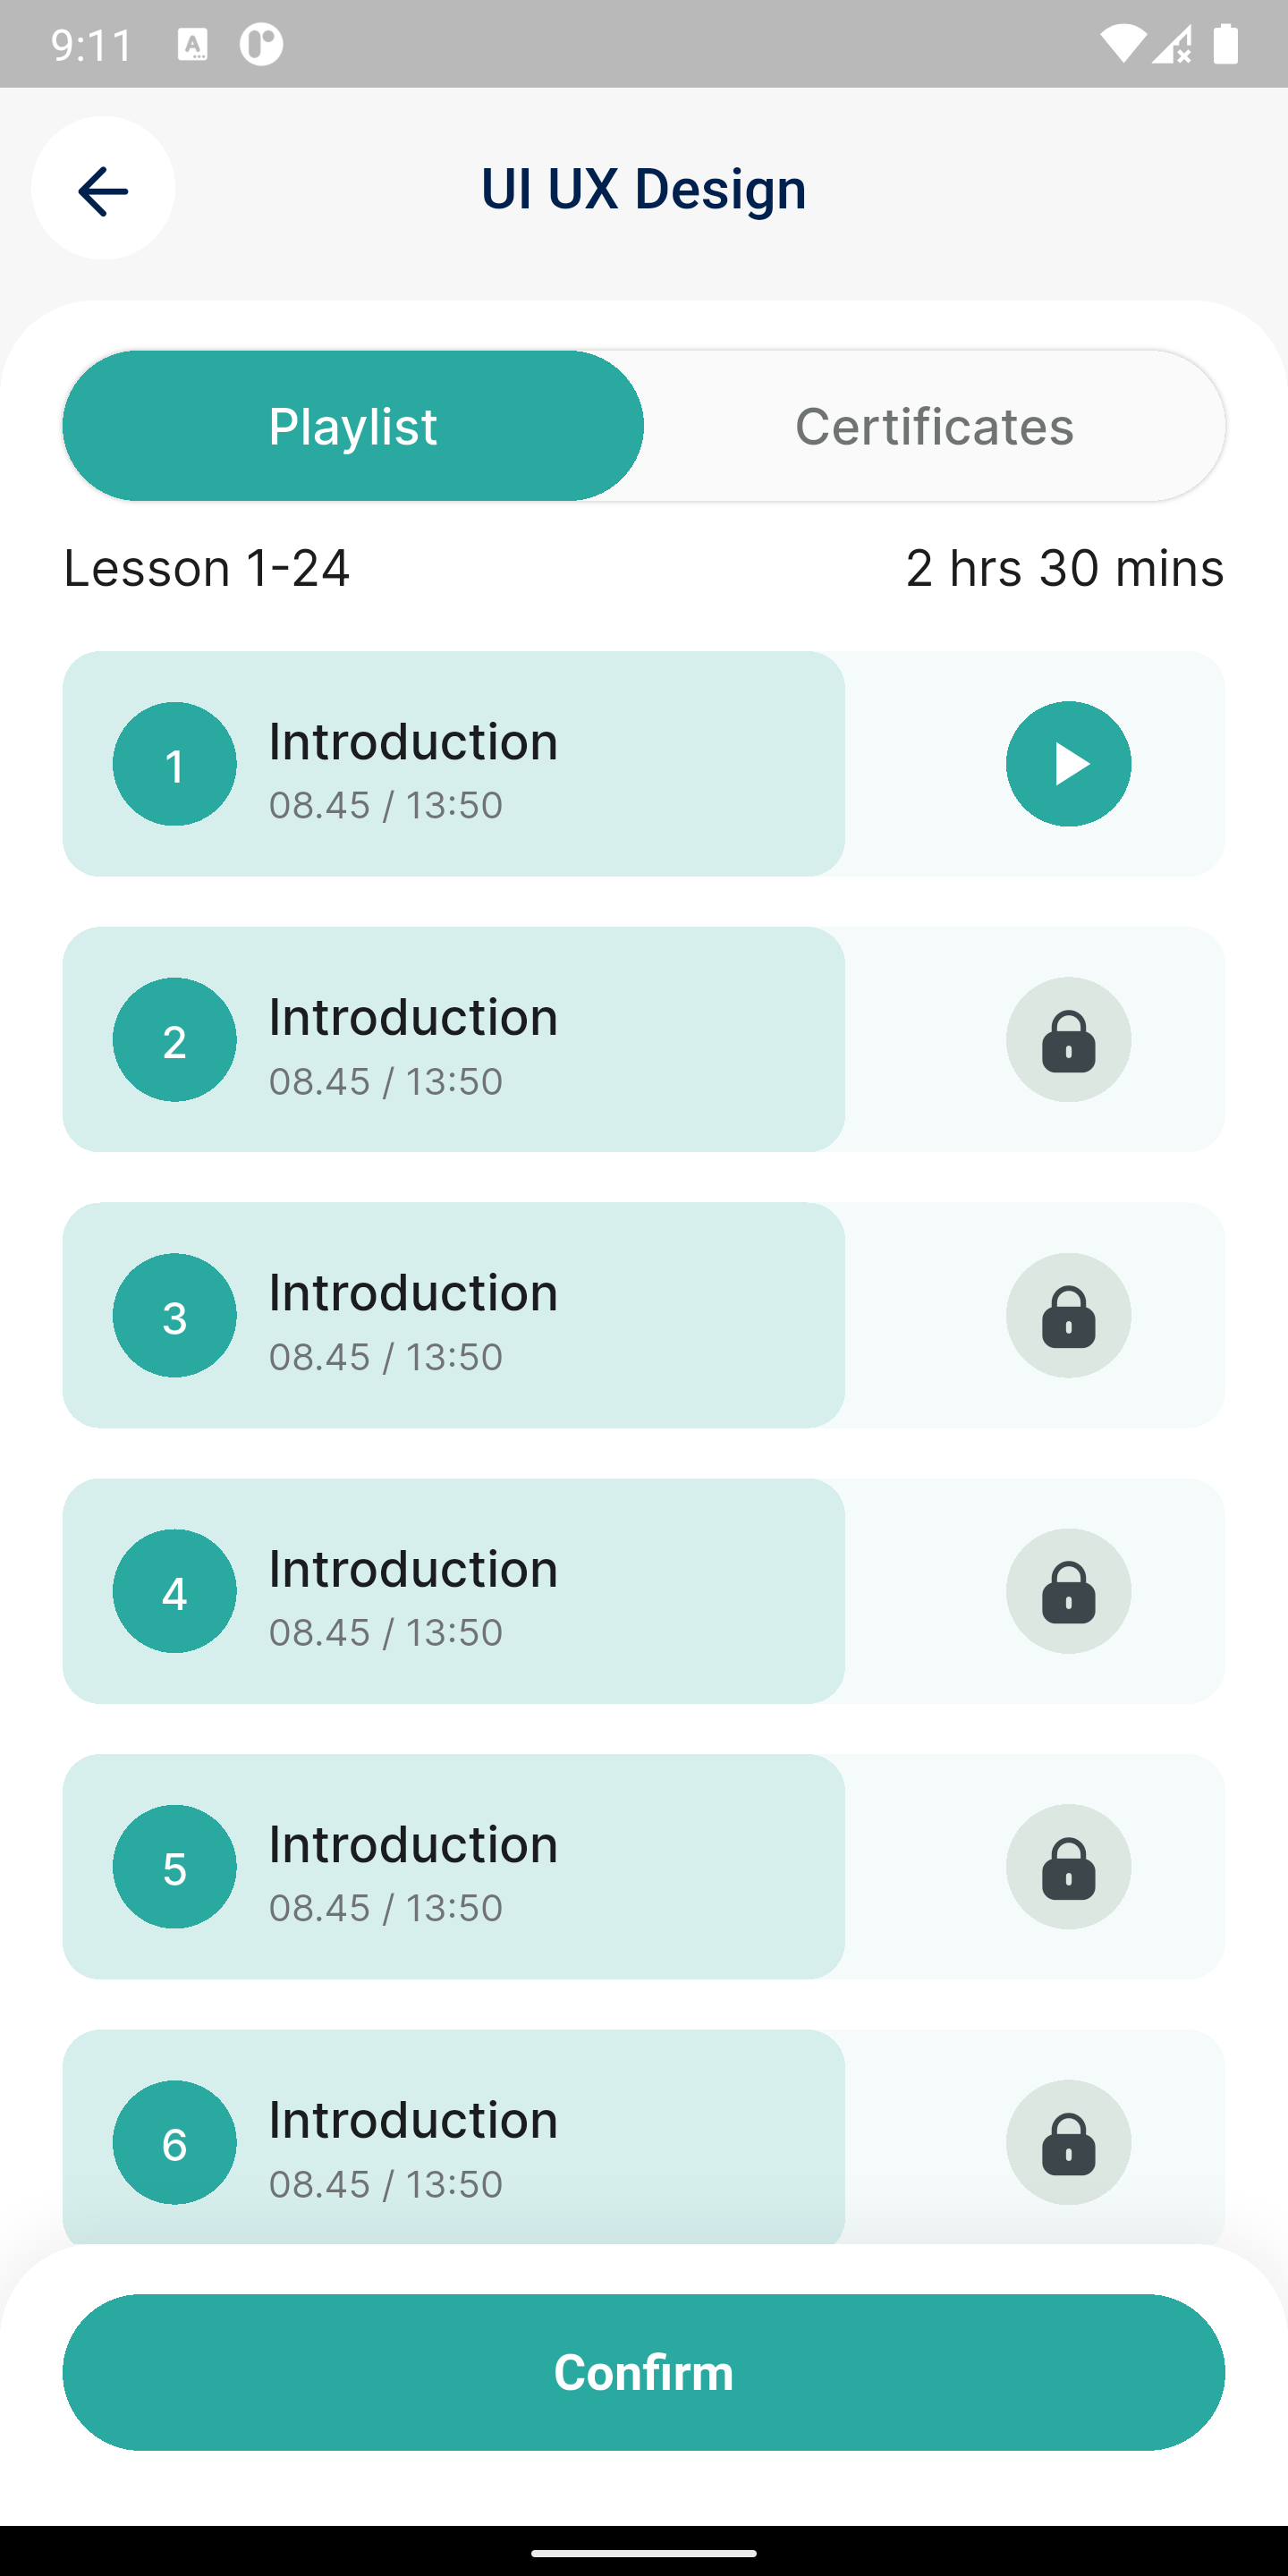 9:11
UI UX Design
Playlist
Certificates
Lesson 1-24
2 hrs 30 mins
1
Introduction
08.45 / 13:50
2
Introduction
08.45 / 13:50
3
Introduction
08.45 / 13:50
4
Introduction
08.45 / 13:50
5
Introduction
08.45 / 13:50
6
Introduction
08.45 / 13:50
Confirm